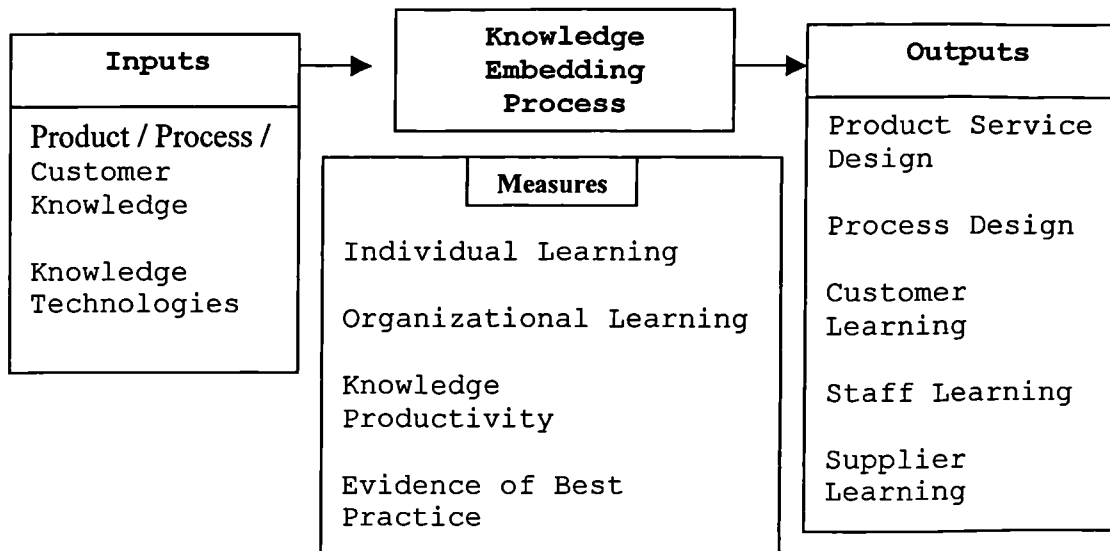 Inputs
Product / Process /
Customer
Knowledge
Knowledge
Technologies
Knowledge
Embedding
Process
Measures
Individual Learning
Organizational Learning
Knowledge
Productivity
Evidence of Best
Practice
Outputs
Product Service
Design
Process Design
Customer
Learning
Staff Learning
Supplier
Learning